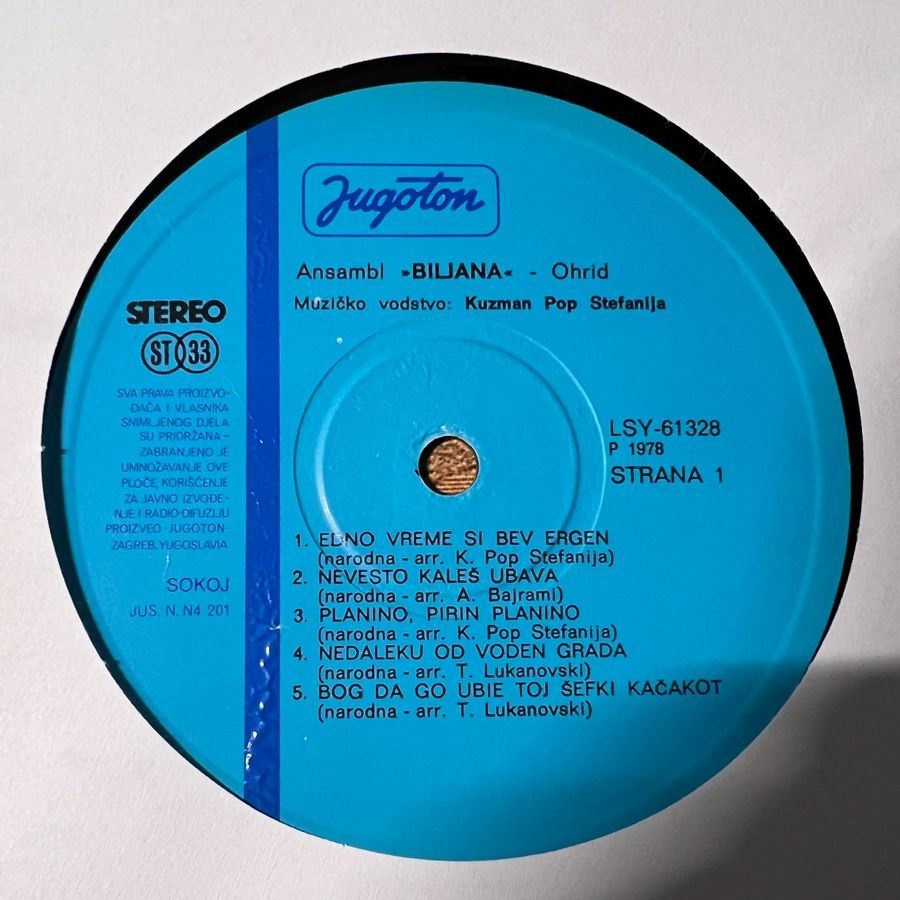 Jugoton
Ansambl »BILJANA« - Ohrid
Muzičko vodstvo: Kuzman Pop Stefanija
STEREO
ST 33
SVA PRAVA PROIZVO-
ĐAČA I VLASNIKA
SNIMLJENOG DJELA
SU PRIDRŽANA -
ZABRANJENO JE
UMNOŽAVANJE OVE
PLOČE, KORIŠĆENJE
ZA JAVNO IZVOĐE-
NJE I RADIO-DIFUZIJU
PROIZVEO-JUGOTON-
ZAGREB, YUGOSLAVIA
SOKOJ
JUS. N. N4 201
LSY-61328
P 1978
STRANA 1
1. EDNO VREME SI BEV ERGEN
(narodna - arr. K. Pop Stefanija)
2. NEVESTO KALEŠ UBAVA
(narodna - arr. A. Bajrami)
3. PLANINO, PIRIN PLANINO
(narodna - arr. K. Pop Stefanija)
4. NEDALEKU OD VODEN GRADA
(narodna - arr. T. Lukanovski)
5. BOG DA GO UBIE TOJ ŠEFKI KAČAKOT
(narodna - arr. T. Lukanovski)